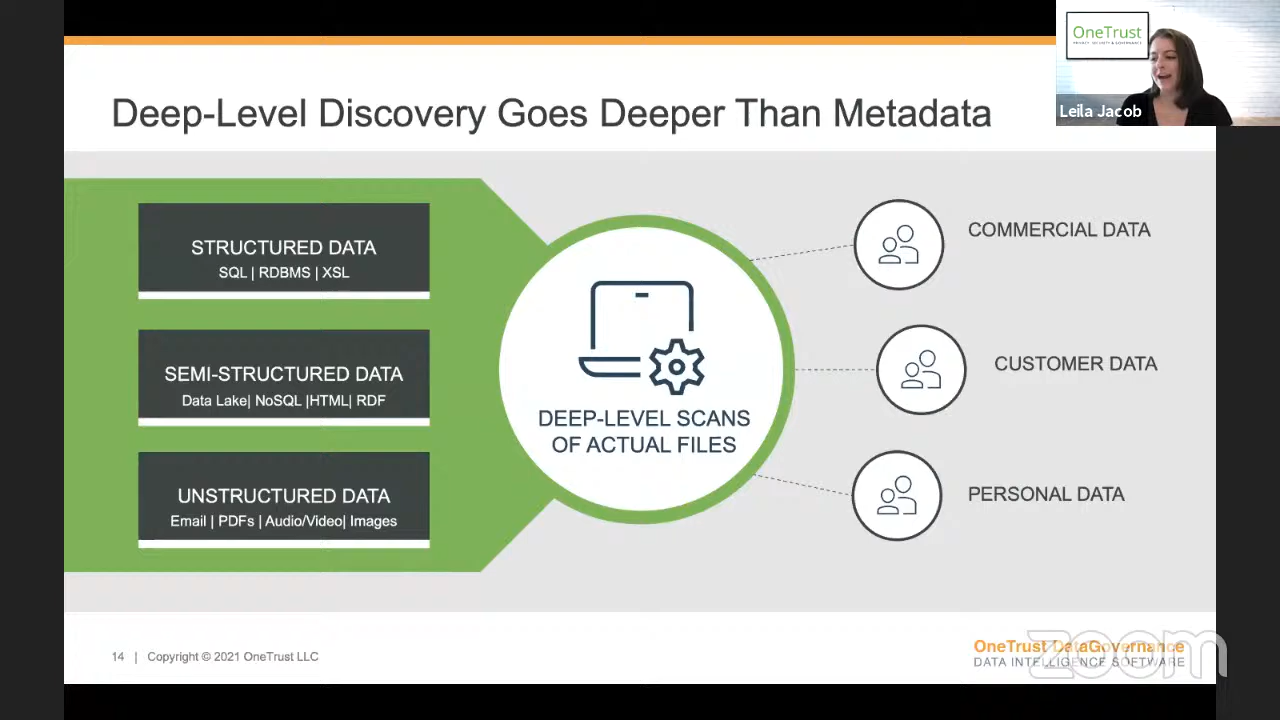 Deep-Level Discovery Goes Deeper Than Metadata
OneTrust
PRIVACY, SECURITY & GOVERNANCE
Leila Jacob
STRUCTURED DATA
SQL | RDBMS | XSL
SEMI-STRUCTURED DATA
Data Lake| NoSQL |HTML| RDF
UNSTRUCTURED DATA
Email | PDFs | Audio/Video| Images
DEEP-LEVEL SCANS
OF ACTUAL FILES
COMMERCIAL DATA
CUSTOMER DATA
PERSONAL DATA
14 | Copyright © 2021 OneTrust LLC
OneTrust DataGovernance
DATA INTELLIGENCE SOFTWARE
zoom